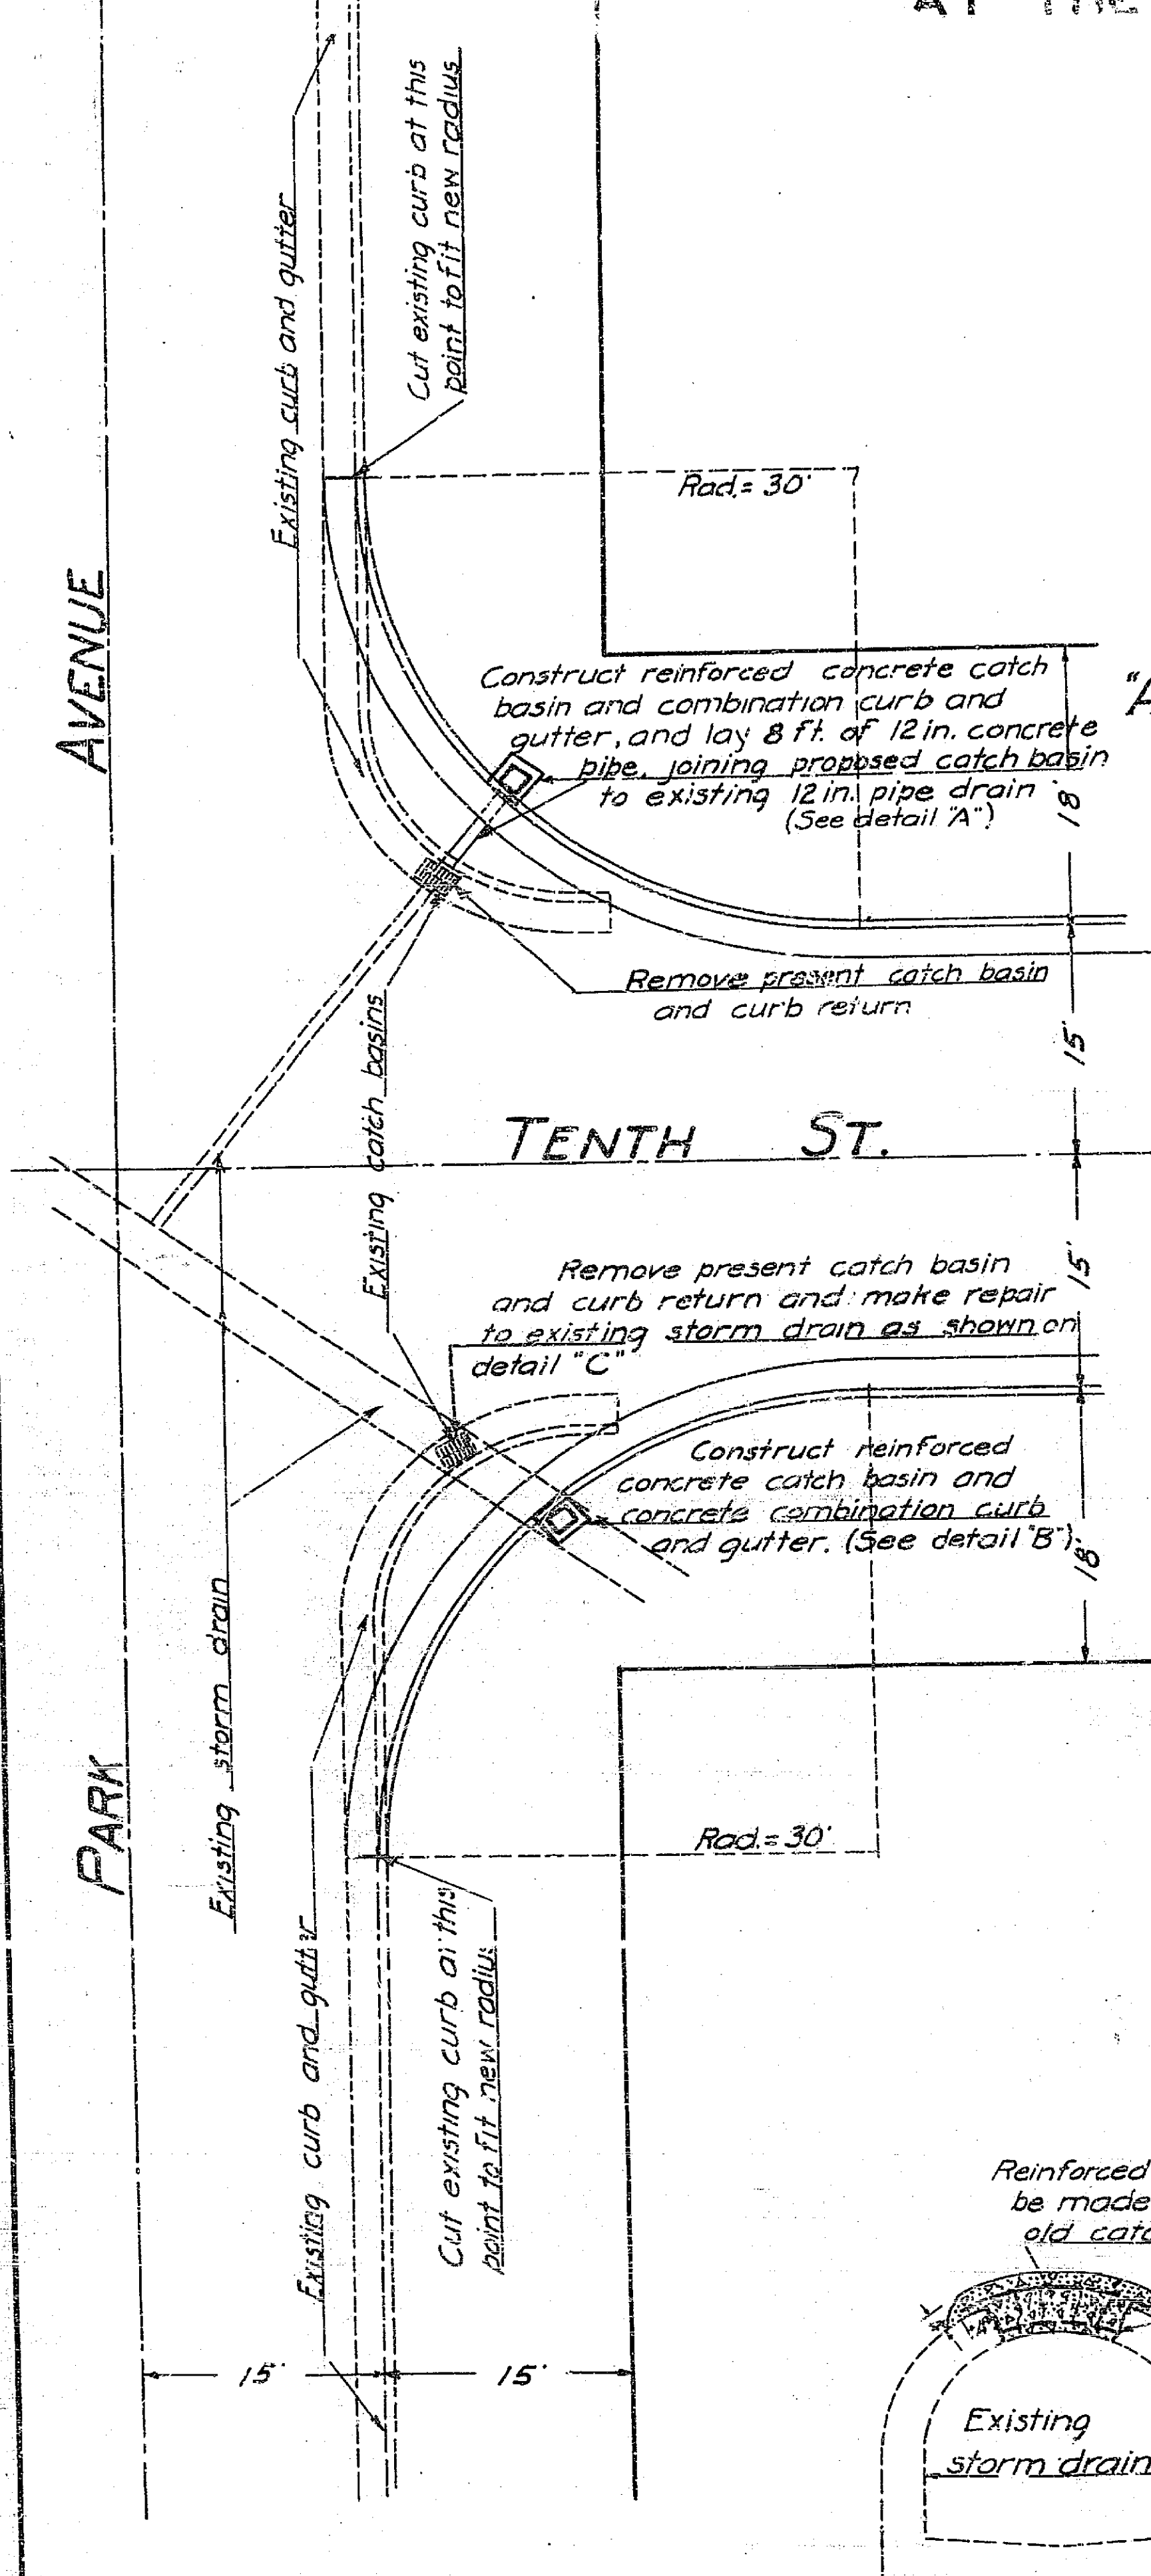 AT THE
Existing curb and gutter
Cut existing curb at this
point to fit new radius
Rad. = 30'
AVENUE
Construct reinforced concrete catch
basin and combination curb and
gutter, and lay 8 ft. of 12 in. concrete
pipe, joining proposed catch basin
to existing 12 in. pipe drain
(See detail "A")
"A
18'
Remove present catch basin
and curb return
15'
Existing catch basins
TENTH ST.
15'
Remove present catch basin
and curb return and make repair
to existing storm drain as shown on
detail "C"
Construct reinforced
concrete catch basin and
concrete combination curb
and gutter. (See detail "B").
18'
Existing storm drain
PARK
Rad. = 30'
Existing curb and gutter
Cut existing curb at this
point to fit new radius
Reinforced
be made
old catc
15'
15'
Existing
storm drain